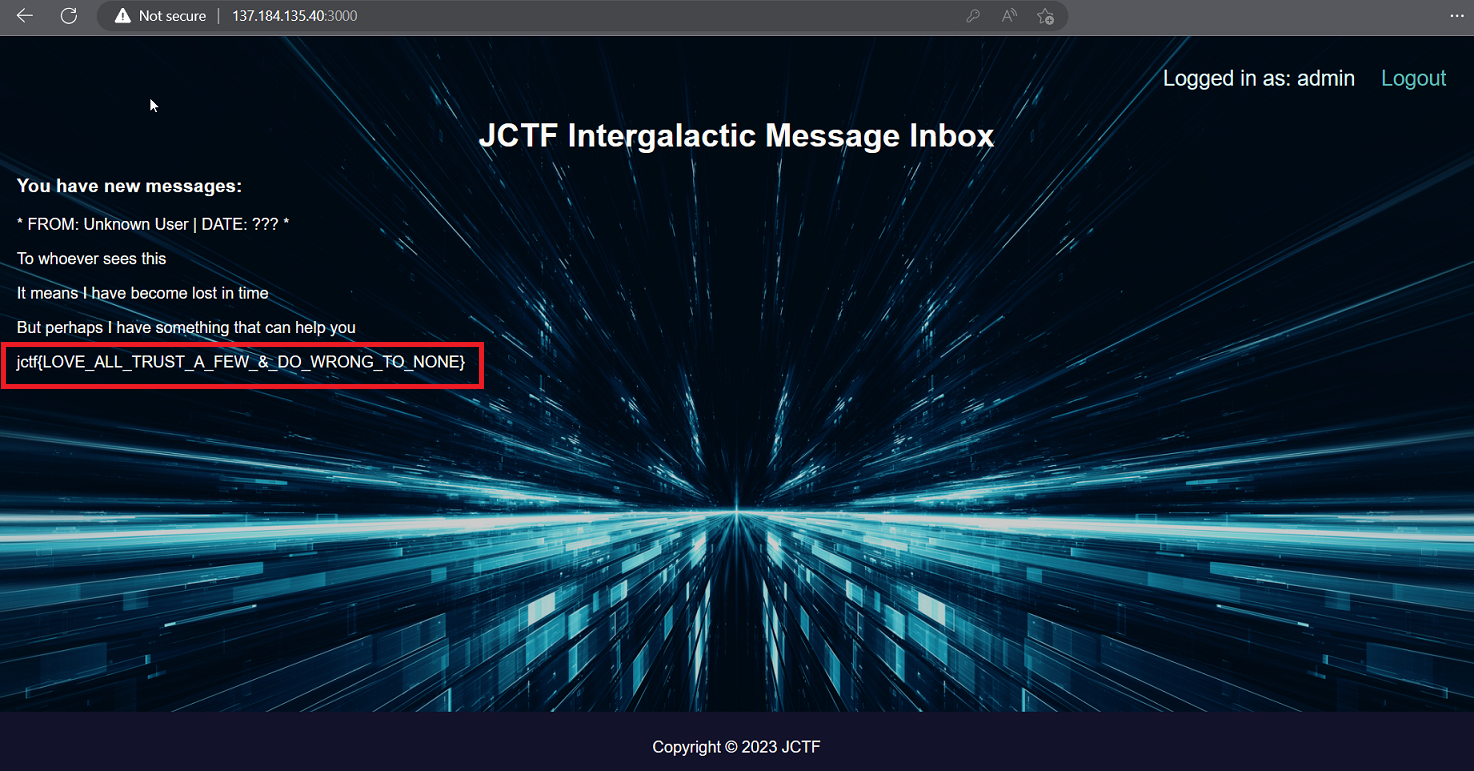 Not secure | 137.184.135.40:3000
Logged in as: admin Logout
JCTF Intergalactic Message Inbox
You have new messages:
* FROM: Unknown User | DATE: ??? *
To whoever sees this
It means I have become lost in time
But perhaps I have something that can help you
jctf{LOVE_ALL_TRUST_A_FEW_&_DO_WRONG_TO_NONE}
Copyright © 2023 JCTF